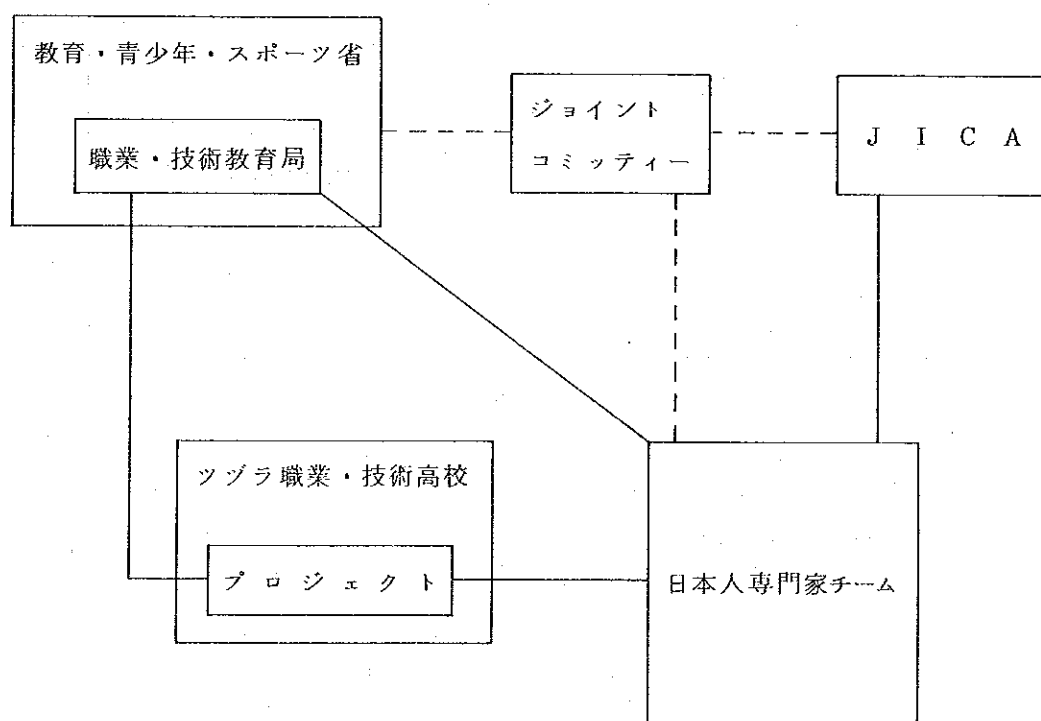 教育・青少年・スポーツ省
職業・技術教育局
ジョイント
コミッティー
JICA
ツヅラ職業・技術高校
プロジェクト
日本人専門家チーム